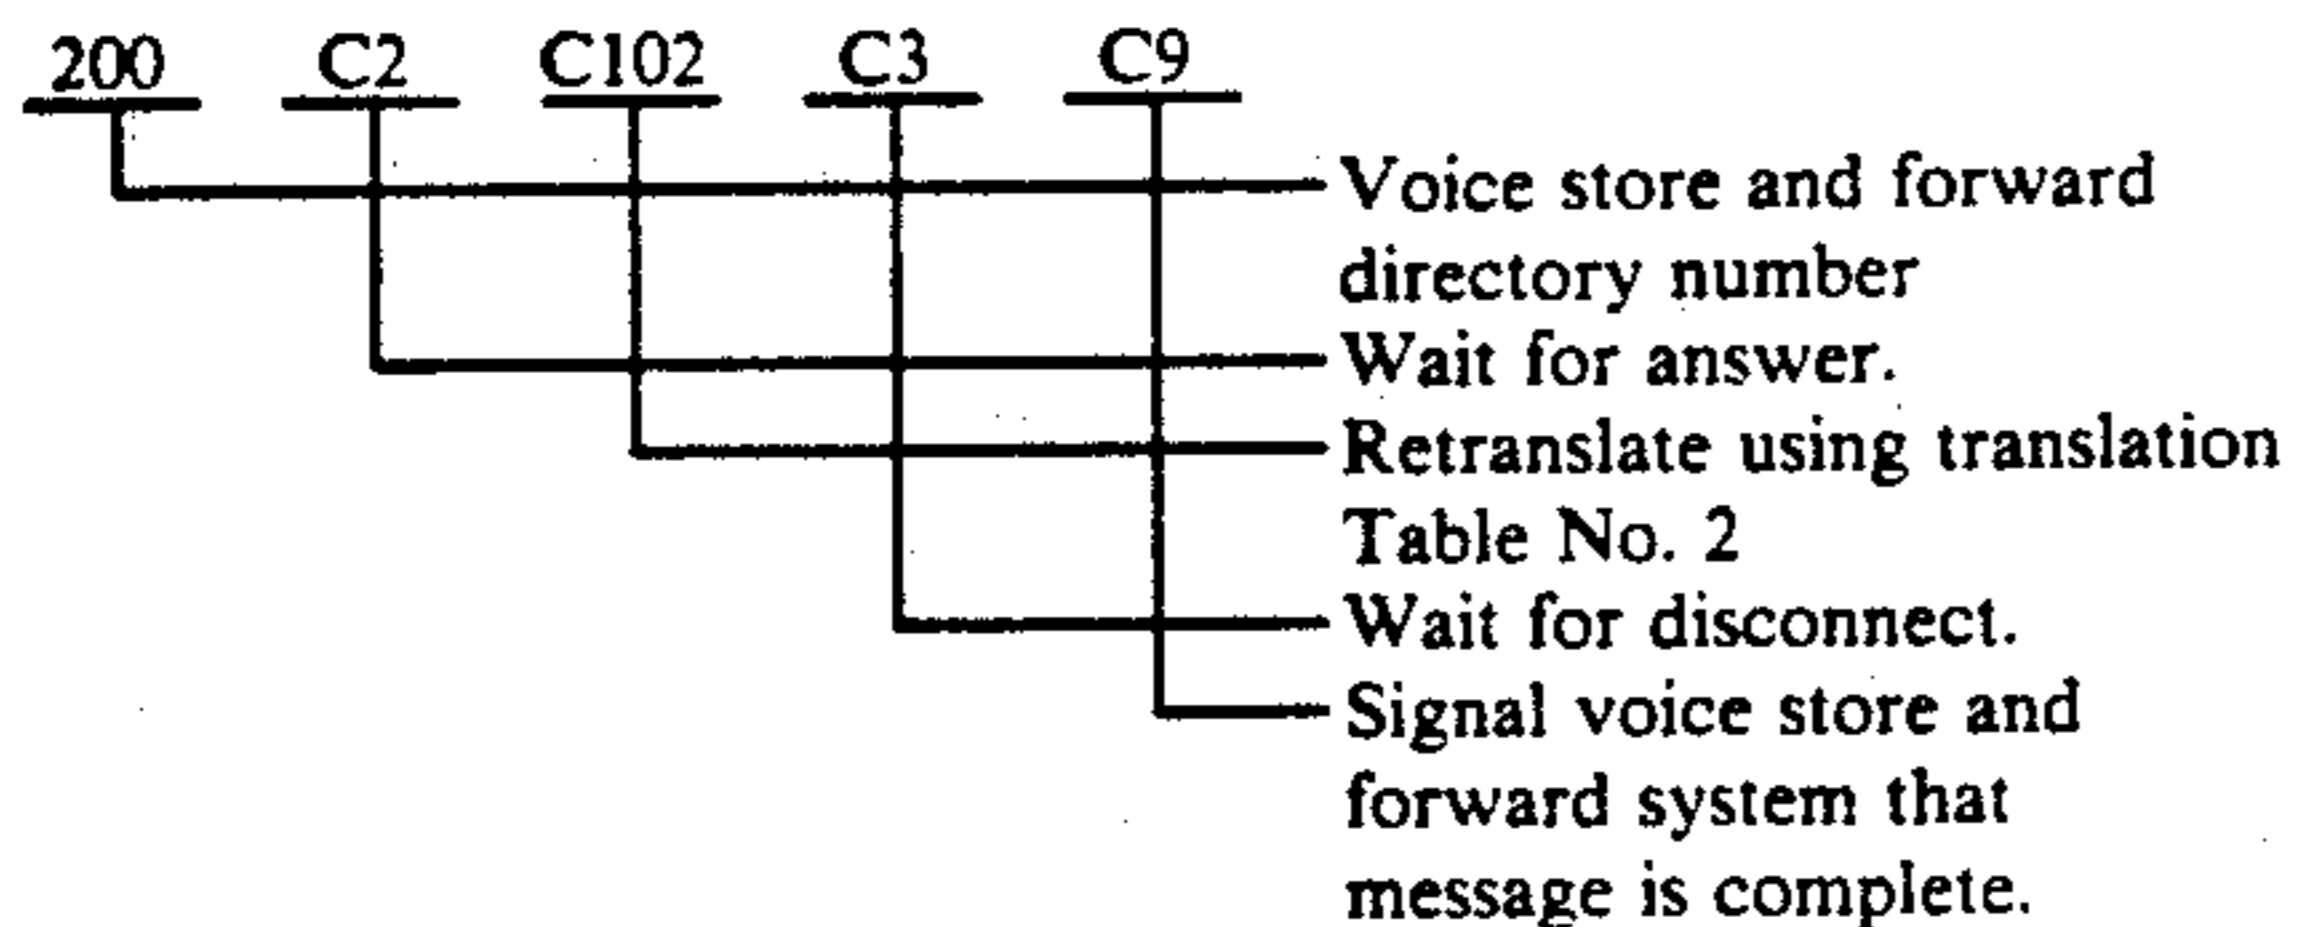 200 C2 C102 C3 C9
Voice store and forward
directory number
Wait for answer.
Retranslate using translation
Table No. 2
Wait for disconnect.
Signal voice store and
forward system that
message is complete.